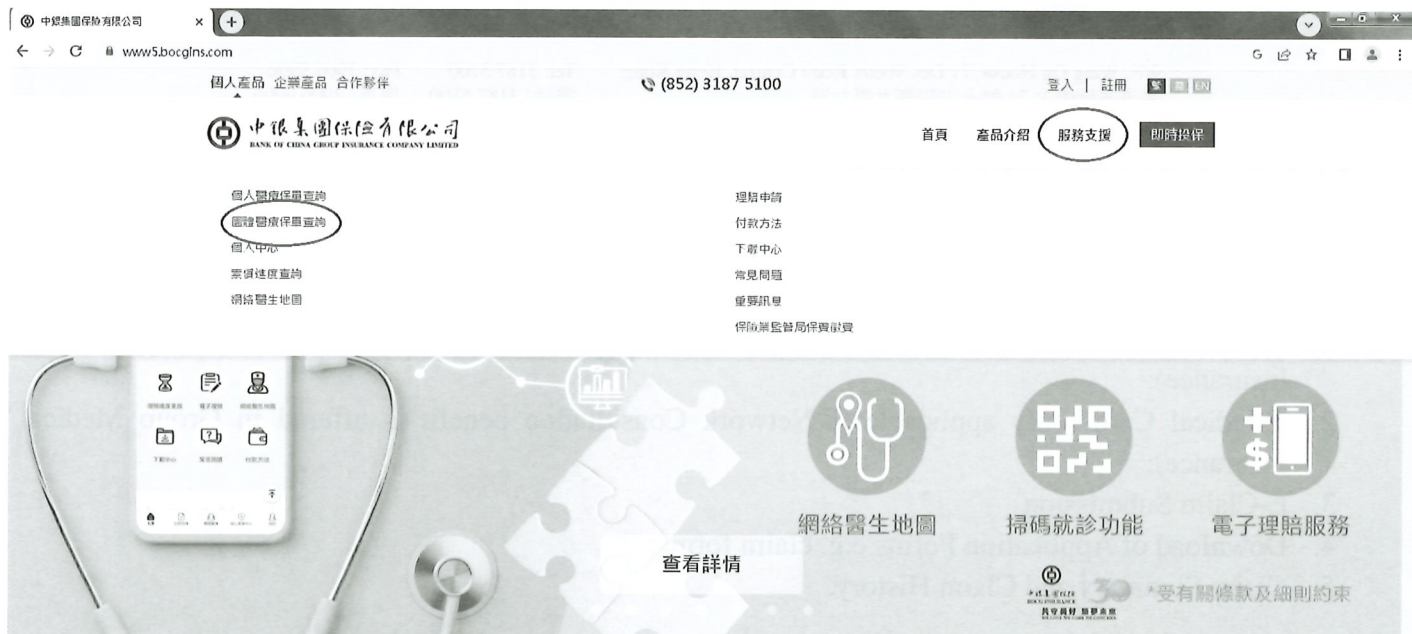 中銀集團保險有限公司
www5.bocgins.com
個人產品 企業產品 合作夥伴
(852) 3187 5100
登入 | 註冊 繁 簡 EN
中銀集團保險有限公司
BANK OF CHINA GROUP INSURANCE COMPANY LIMITED
首頁 產品介紹 服務支援 即時投保
個人醫療保單查詢
團體醫療保單查詢
個人中心
索償進度查詢
網絡醫生地圖
理賠申請
付款方法
下載中心
常見問題
重要訊息
保險業監管局保費徵費
網絡醫生地圖
掃碼就診功能
電子理賠服務
查看詳情
*受有關條款及細則約束
Claim History.